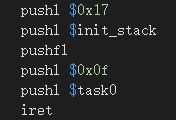 pushl $0x17
pushl $init_stack
pushfl
pushl $0x0f
pushl $task0
iret